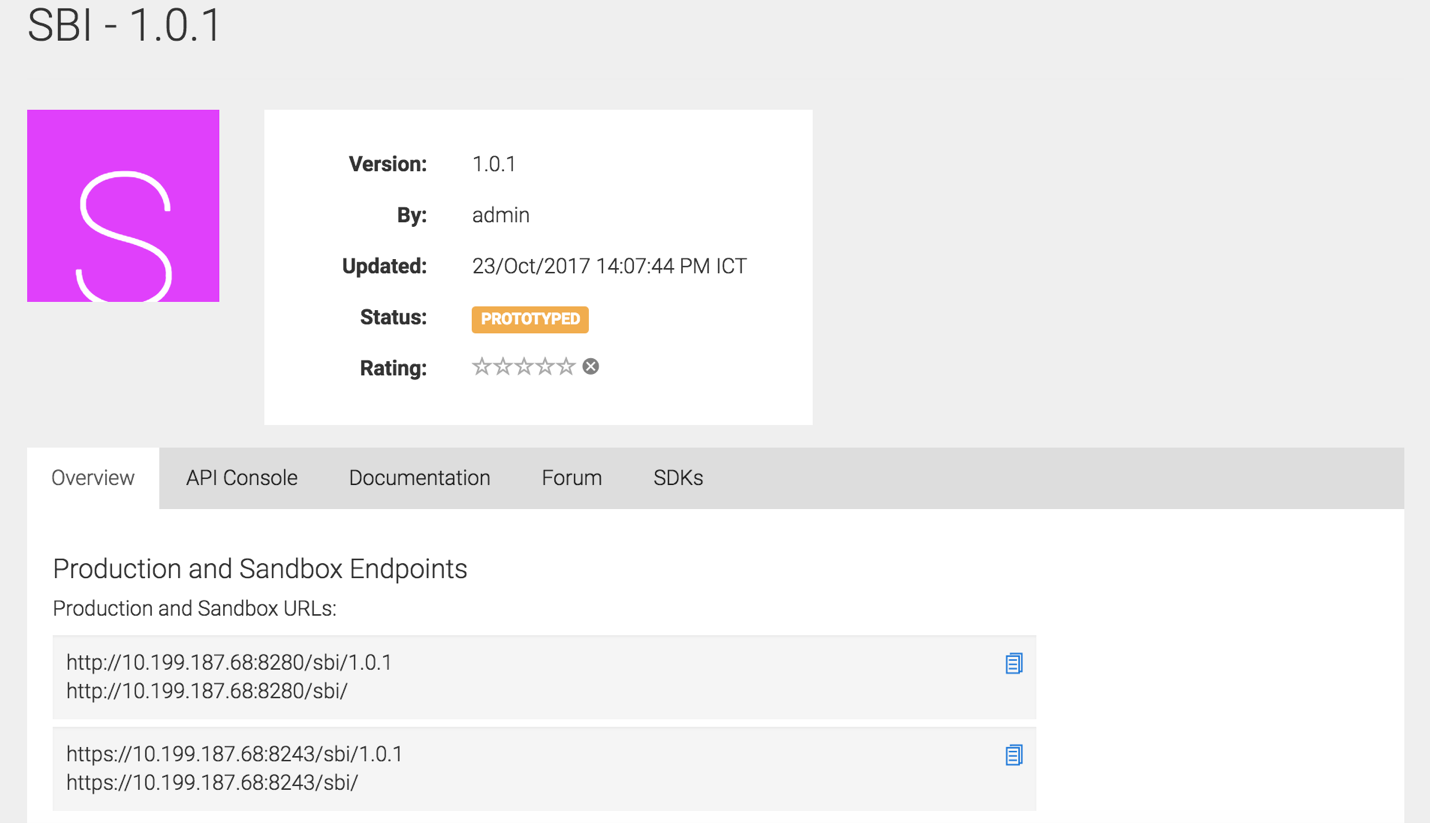 SBI - 1.0.1
S
Version: 1.0.1
By: admin
Updated: 23/Oct/2017 14:07:44 PM ICT
Status: PROTOTYPED
Rating:
Overview API Console Documentation Forum SDKs
Production and Sandbox Endpoints
Production and Sandbox URLs:
http://10.199.187.68:8280/sbi/1.0.1
http://10.199.187.68:8280/sbi/
https://10.199.187.68:8243/sbi/1.0.1
https://10.199.187.68:8243/sbi/